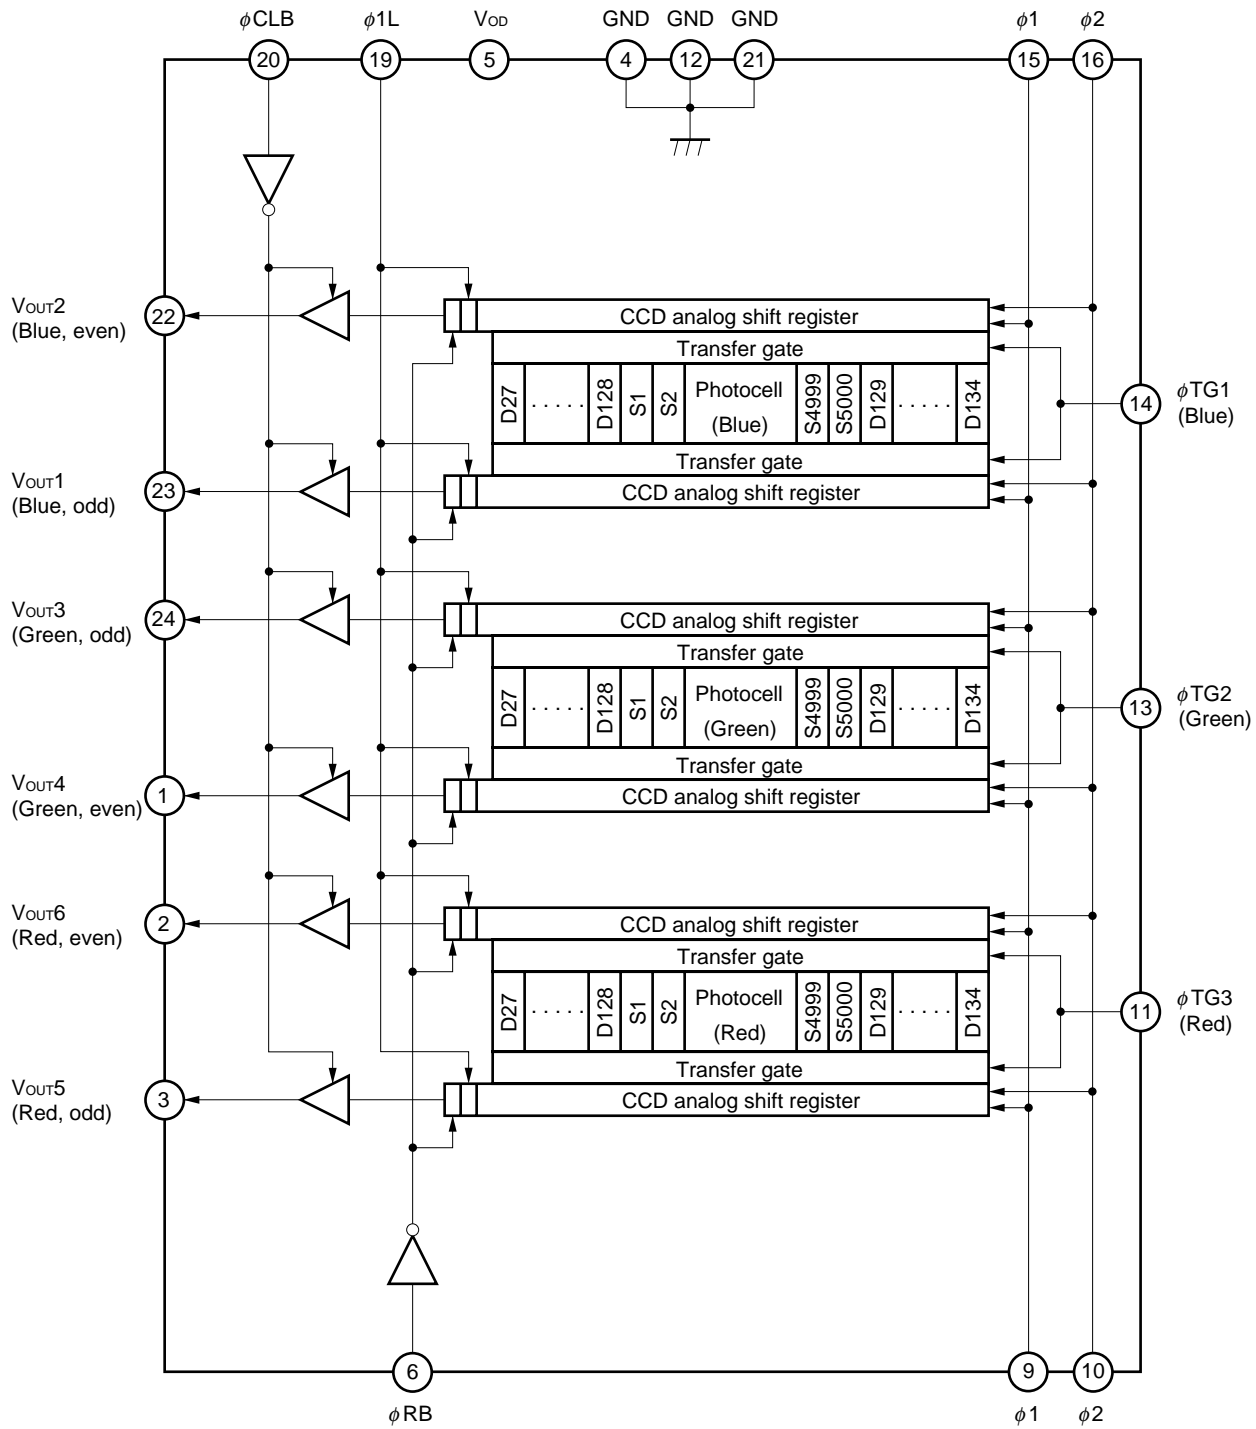 ϕCLB ϕ1L VOD GND GND GND ϕ1 ϕ2
20 19 5 4 12 21 15 16
VOUT2
(Blue, even)
22
CCD analog shift register
Transfer gate
D27 ..... D128 S1 S2 Photocell
(Blue) S4999 S5000 D129 ..... D134
14
ϕTG1
(Blue)
Transfer gate
VOUT1
(Blue, odd)
23
CCD analog shift register
VOUT3
(Green, odd)
24
CCD analog shift register
Transfer gate
D27 ..... D128 S1 S2 Photocell
(Green) S4999 S5000 D129 ..... D134
13
ϕTG2
(Green)
Transfer gate
VOUT4
(Green, even)
1
CCD analog shift register
VOUT6
(Red, even)
2
CCD analog shift register
Transfer gate
D27 ..... D128 S1 S2 Photocell
(Red) S4999 S5000 D129 ..... D134
11
ϕTG3
(Red)
Transfer gate
VOUT5
(Red, odd)
3
CCD analog shift register
6 9 10
ϕRB ϕ1 ϕ2